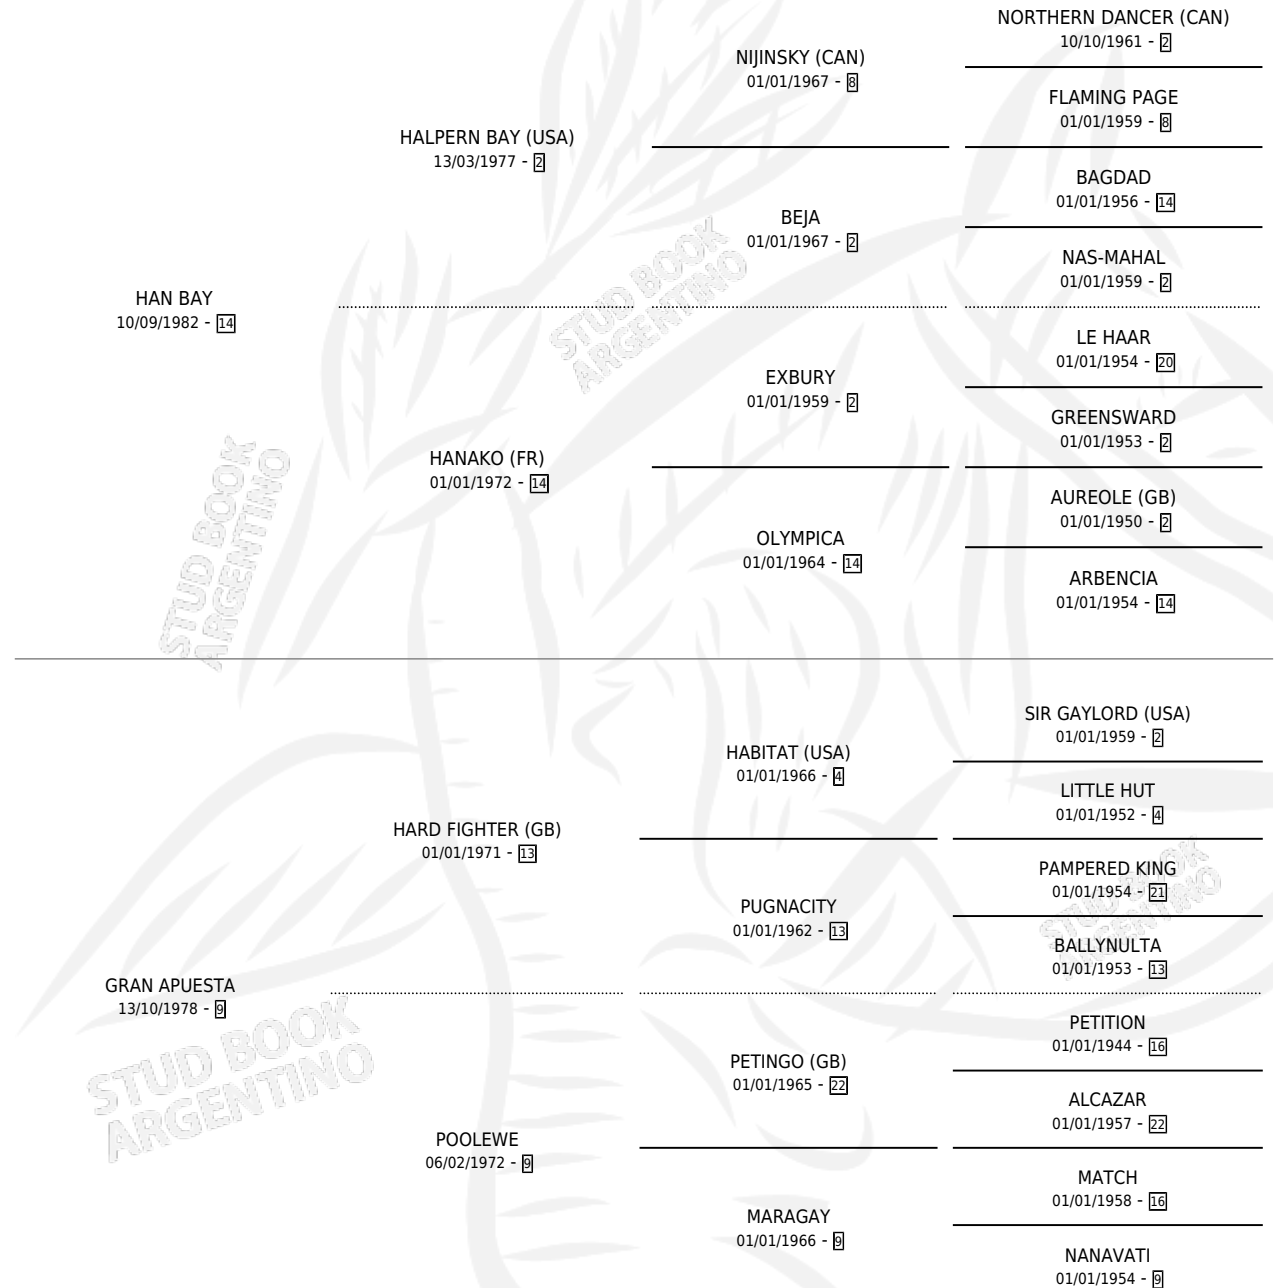 NORTHERN DANCER (CAN)
10/10/1961 - 2
NIJINSKY (CAN)
01/01/1967 - 8
FLAMING PAGE
01/01/1959 - 8
HALPERN BAY (USA)
13/03/1977 - 2
BAGDAD
01/01/1956 - 14
BEJA
01/01/1967 - 2
NAS-MAHAL
01/01/1959 - 2
HAN BAY
10/09/1982 - 14
LE HAAR
01/01/1954 - 20
EXBURY
01/01/1959 - 2
GREENSWARD
01/01/1953 - 2
HANAKO (FR)
01/01/1972 - 14
AUREOLE (GB)
01/01/1950 - 2
OLYMPICA
01/01/1964 - 14
ARBENCIA
01/01/1954 - 14
STUD BOOK
ARGENTINO
STUD BOOK
ARGENTINO
SIR GAYLORD (USA)
01/01/1959 - 2
HABITAT (USA)
01/01/1966 - 4
LITTLE HUT
01/01/1952 - 4
HARD FIGHTER (GB)
01/01/1971 - 13
PAMPERED KING
01/01/1954 - 21
PUGNACITY
01/01/1962 - 13
BALLYNULTA
01/01/1953 - 13
GRAN APUESTA
13/10/1978 - 9
PETITION
01/01/1944 - 16
PETINGO (GB)
01/01/1965 - 22
ALCAZAR
01/01/1957 - 22
POOLEWE
06/02/1972 - 9
MATCH
01/01/1958 - 16
MARAGAY
01/01/1966 - 9
NANAVATI
01/01/1954 - 9
STUD BOOK
ARGENTINO
STUD BOOK
ARGENTINO